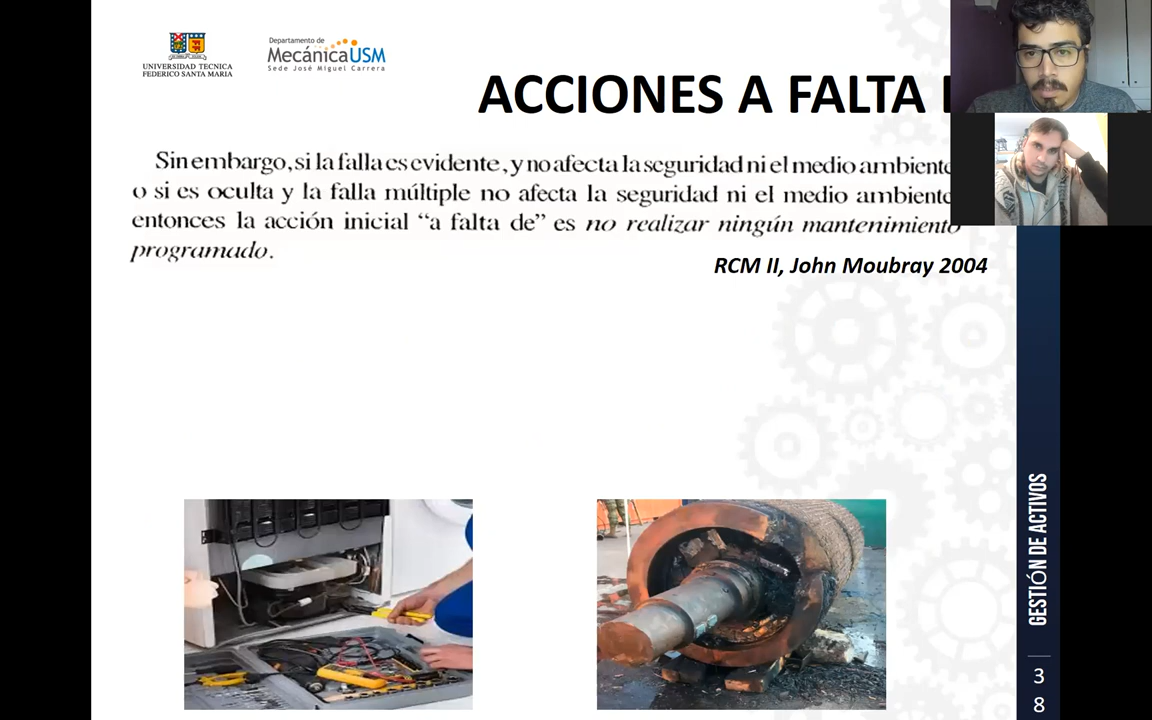 UNIVERSIDAD TECNICA
FEDERICO SANTA MARIA
Departamento de
MecánicaUSM
Sede José Miguel Carrera
ACCIONES A FALTA
Sin embargo, si la falla es evidente, y no afecta la seguridad ni el medio ambiente
o si es oculta y la falla múltiple no afecta la seguridad ni el medio ambiente
entonces la acción inicial “a falta de” es no realizar ningún mantenimiento
programado.
RCM II, John Moubray 2004
GESTIÓN DE ACTIVOS
3
8